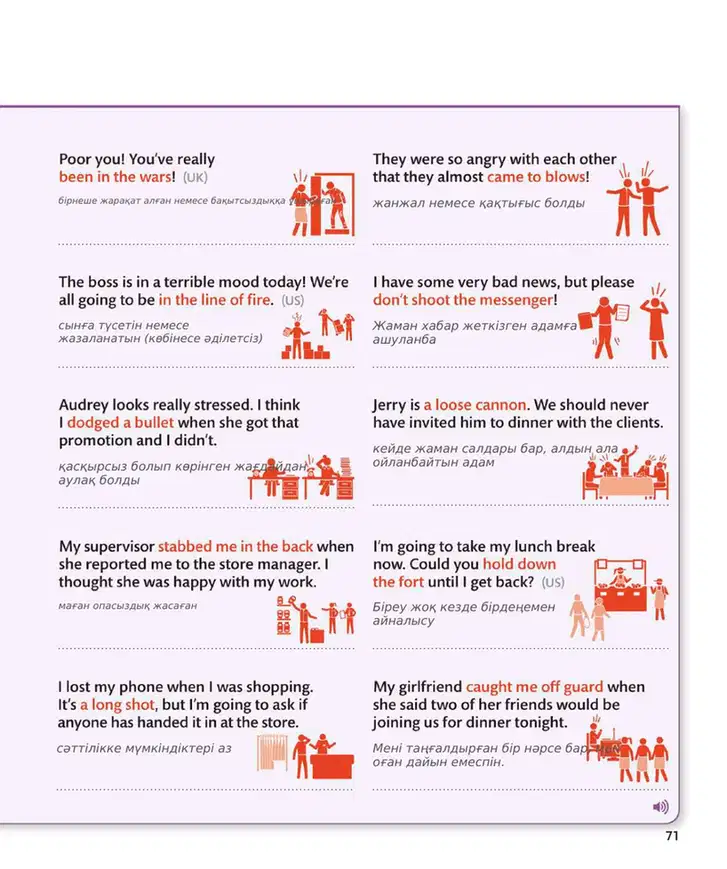 Poor you! You've really
been in the wars! (UK)
бірнеше жарақат алған немесе бақытсыздыққа
They were so angry with each other
that they almost came to blows!
жанжал немесе қақтығыс болды
The boss is in a terrible mood today! We're
all going to be in the line of fire. (US)
сынға түсетін немесе
жазаланатын (көбінесе әділетсіз)
I have some very bad news, but please
don't shoot the messenger!
Жаман хабар жеткізген адамға
ашуланба
Audrey looks really stressed. I think
I dodged a bullet when she got that
promotion and I didn't.
қасқырсыз болып көрінген жағдайдан
аулақ болды
Jerry is a loose cannon. We should never
have invited him to dinner with the clients.
кейде жаман салдары бар, алдын ала
ойланбайтын адам
My supervisor stabbed me in the back when
she reported me to the store manager. I
thought she was happy with my work.
маған опасыздық жасаған
I'm going to take my lunch break
now. Could you hold down
the fort until I get back? (US)
Біреу жоқ кезде бірдеңемен
айналысу
I lost my phone when I was shopping.
It's a long shot, but I'm going to ask if
anyone has handed it in at the store.
сәттілікке мүмкіндіктері аз
My girlfriend caught me off guard when
she said two of her friends would be
joining us for dinner tonight.
Мені таңғалдырған бір нәрсе бар, мен
оған дайын емеспін.
71